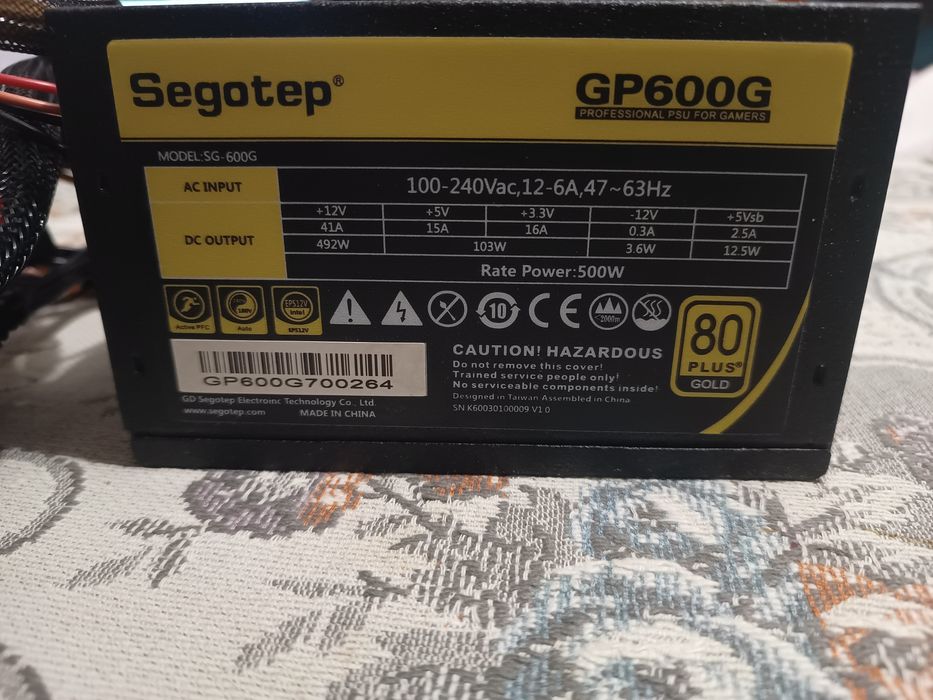 Segotep®
GP600G
PROFESSIONAL PSU FOR GAMERS
MODEL:SG-600G
AC INPUT 100-240Vac,12-6A,47~63Hz
DC OUTPUT
+12V +5V +3.3V -12V +5Vsb
41A 15A 16A 0.3A 2.5A
492W 103W 3.6W 12.5W
Rate Power:500W
Active PFC
Auto
EPS12V
Intel
EPS12V
10
CE
2000m
80
PLUS®
GOLD
GP600G700264
CAUTION! HAZARDOUS
Do not remove this cover!
Trained service people only!
No serviceable components inside!
Designed in Taiwan Assembled in China
SN K60030100009 V1.0
GD Segotep Electroinc Technology Co., Ltd.
www.segotep.com MADE IN CHINA